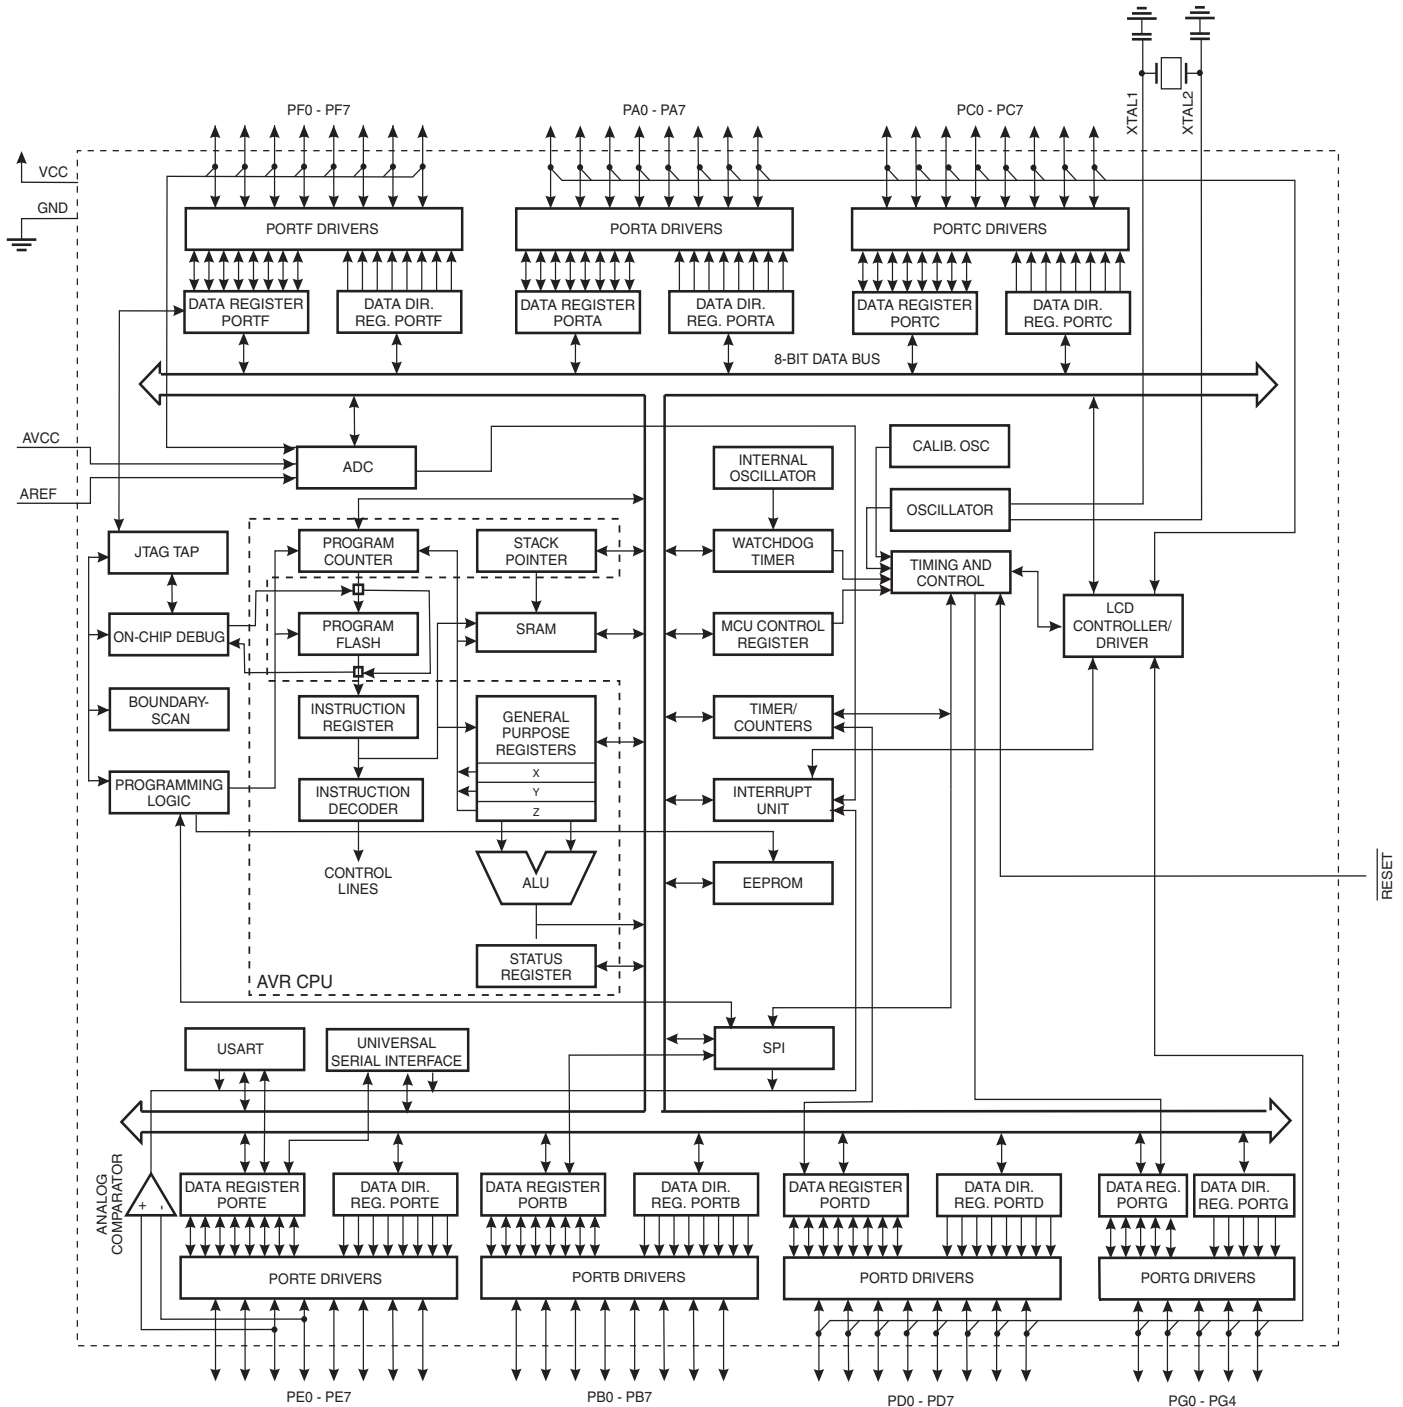 XTAL1
XTAL2
PF0 - PF7
PA0 - PA7
PC0 - PC7
VCC
GND
PORTF DRIVERS
PORTA DRIVERS
PORTC DRIVERS
DATA REGISTER
PORTF
DATA DIR.
REG. PORTF
DATA REGISTER
PORTA
DATA DIR.
REG. PORTA
DATA REGISTER
PORTC
DATA DIR.
REG. PORTC
8-BIT DATA BUS
AVCC
AREF
ADC
INTERNAL
OSCILLATOR
CALIB. OSC
OSCILLATOR
JTAG TAP
PROGRAM
COUNTER
STACK
POINTER
WATCHDOG
TIMER
TIMING AND
CONTROL
LCD
CONTROLLER/
DRIVER
ON-CHIP DEBUG
PROGRAM
FLASH
SRAM
MCU CONTROL
REGISTER
BOUNDARY-
SCAN
INSTRUCTION
REGISTER
GENERAL
PURPOSE
REGISTERS
X
Y
Z
TIMER/
COUNTERS
PROGRAMMING
LOGIC
INSTRUCTION
DECODER
INTERRUPT
UNIT
CONTROL
LINES
ALU
EEPROM
RESET
STATUS
REGISTER
AVR CPU
USART
UNIVERSAL
SERIAL INTERFACE
SPI
ANALOG
COMPARATOR
+ -
DATA REGISTER
PORTE
DATA DIR.
REG. PORTE
DATA REGISTER
PORTB
DATA DIR.
REG. PORTB
DATA REGISTER
PORTD
DATA DIR.
REG. PORTD
DATA REG.
PORTG
DATA DIR.
REG. PORTG
PORTE DRIVERS
PORTB DRIVERS
PORTD DRIVERS
PORTG DRIVERS
PE0 - PE7
PB0 - PB7
PD0 - PD7
PG0 - PG4